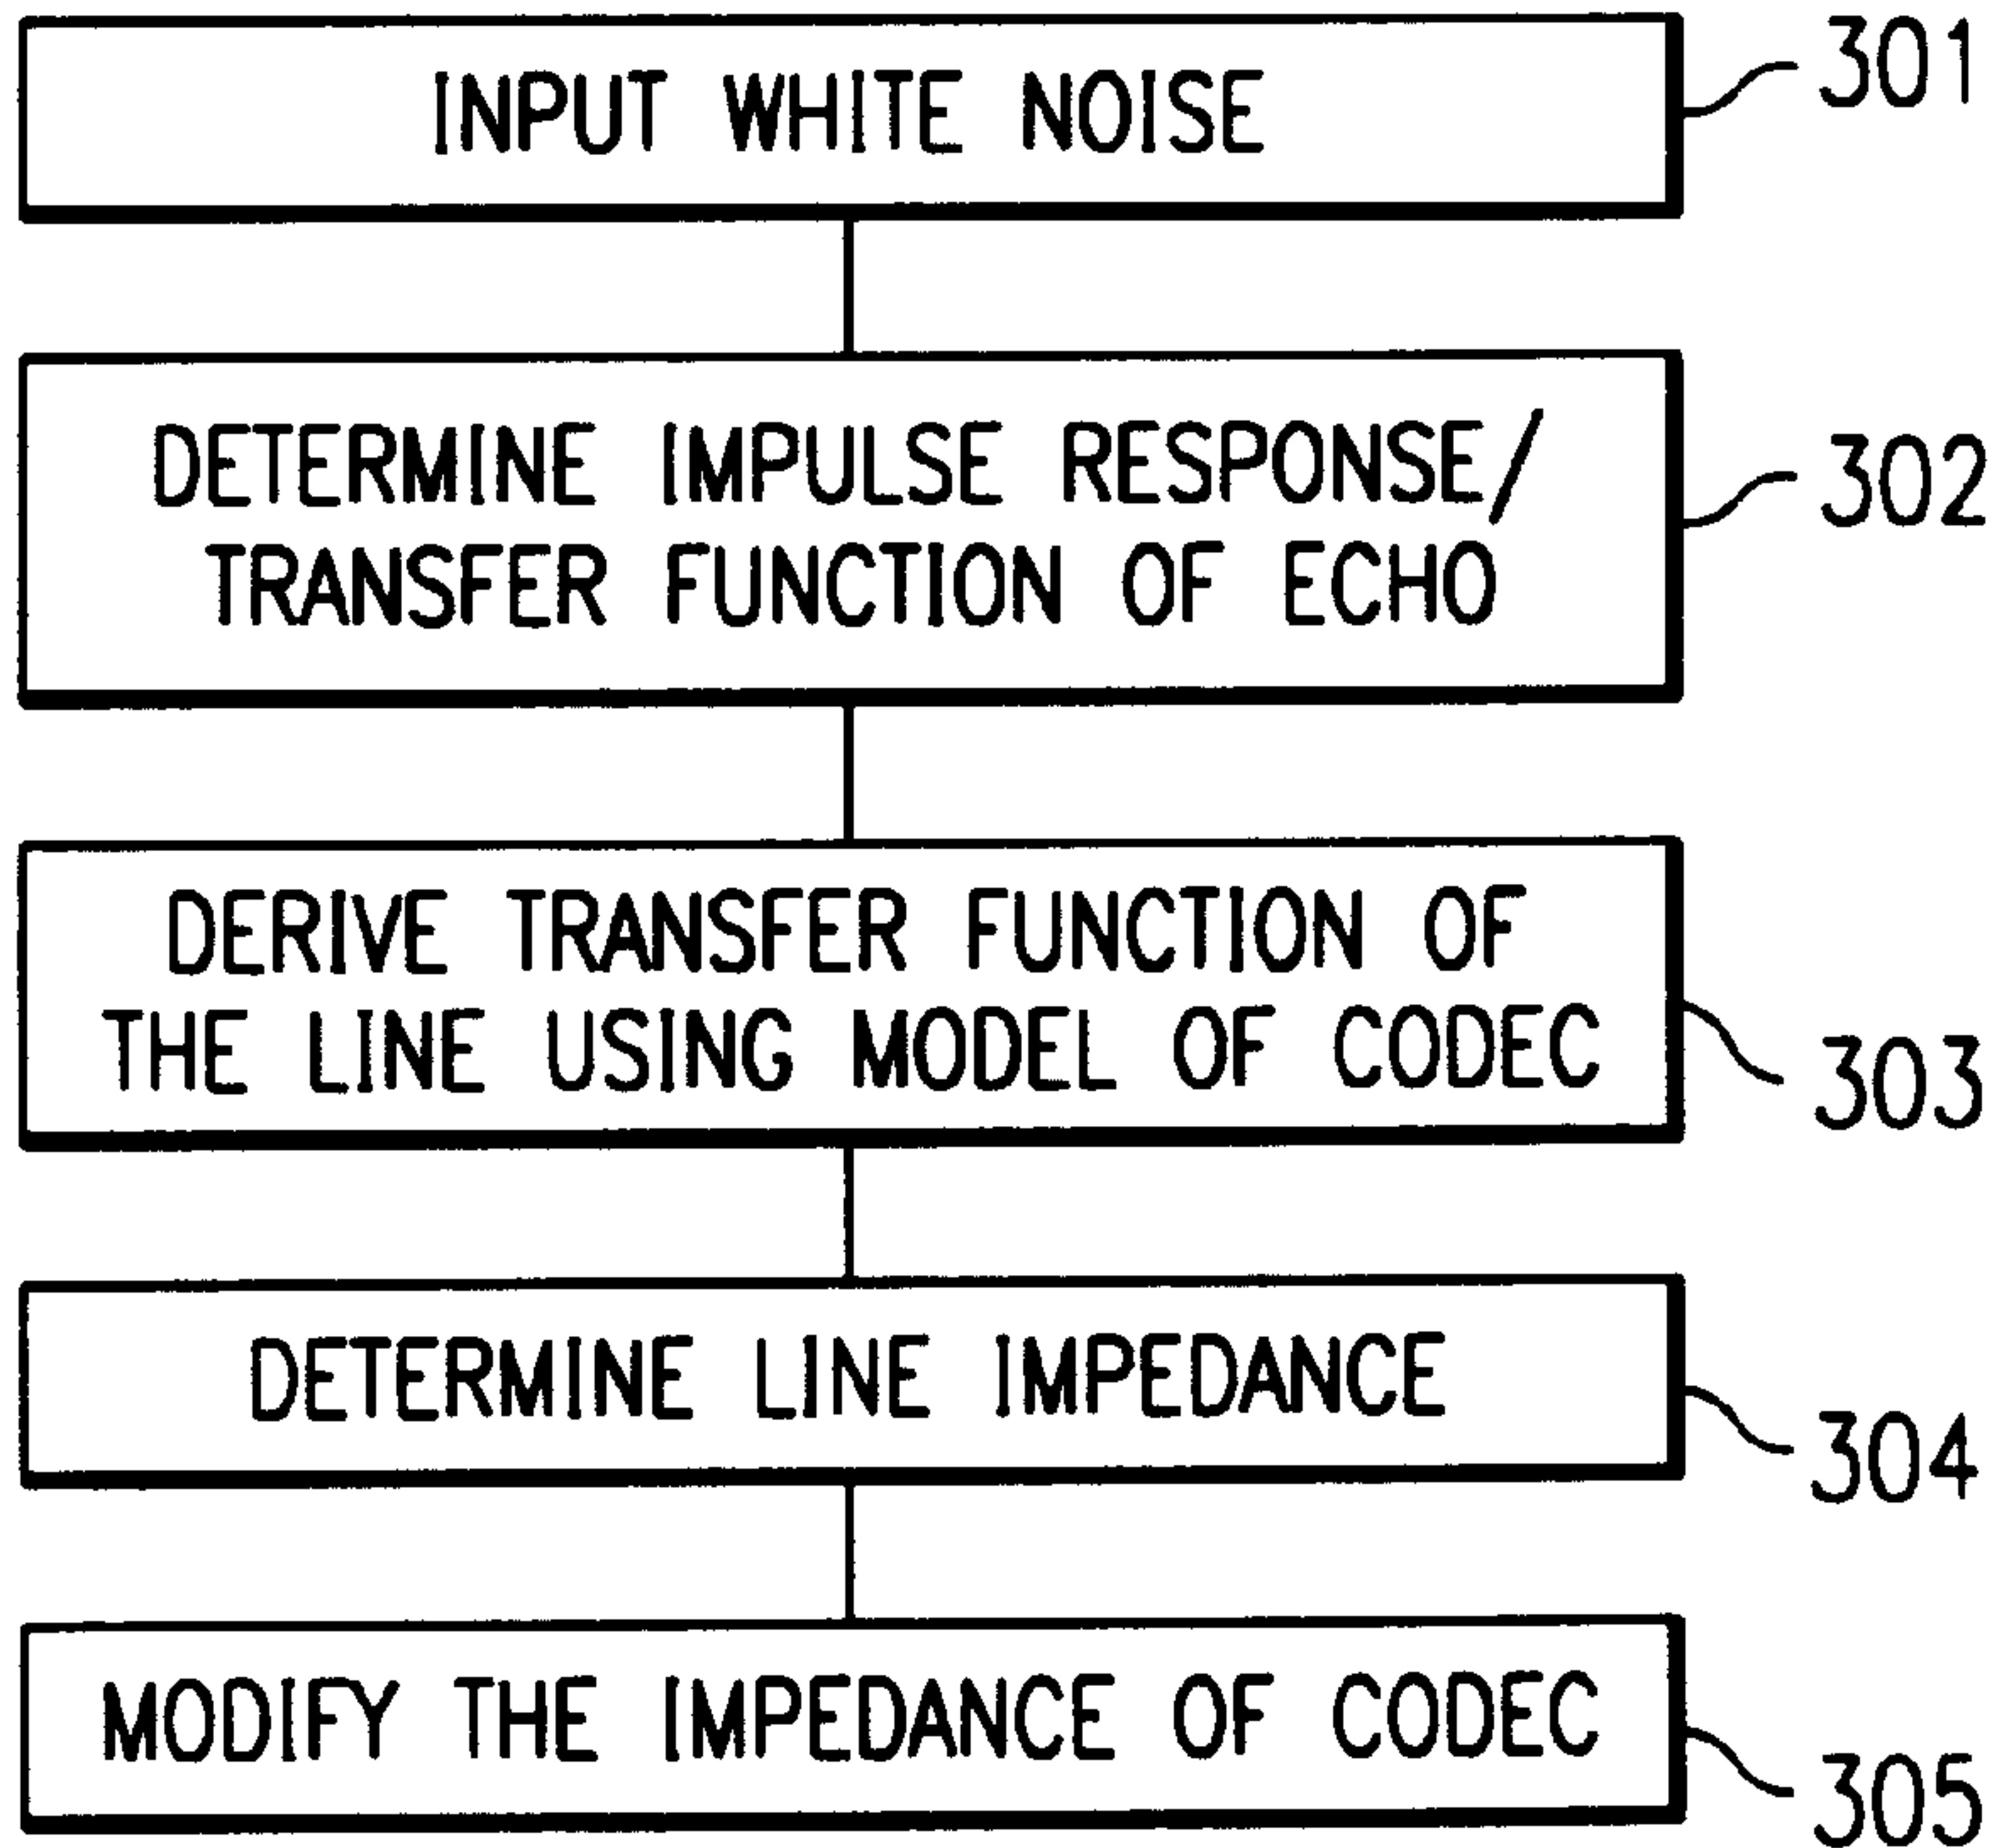 INPUT WHITE NOISE
301
DETERMINE IMPULSE RESPONSE/
TRANSFER FUNCTION OF ECHO
302
DERIVE TRANSFER FUNCTION OF
THE LINE USING MODEL OF CODEC
303
DETERMINE LINE IMPEDANCE
304
MODIFY THE IMPEDANCE OF CODEC
305